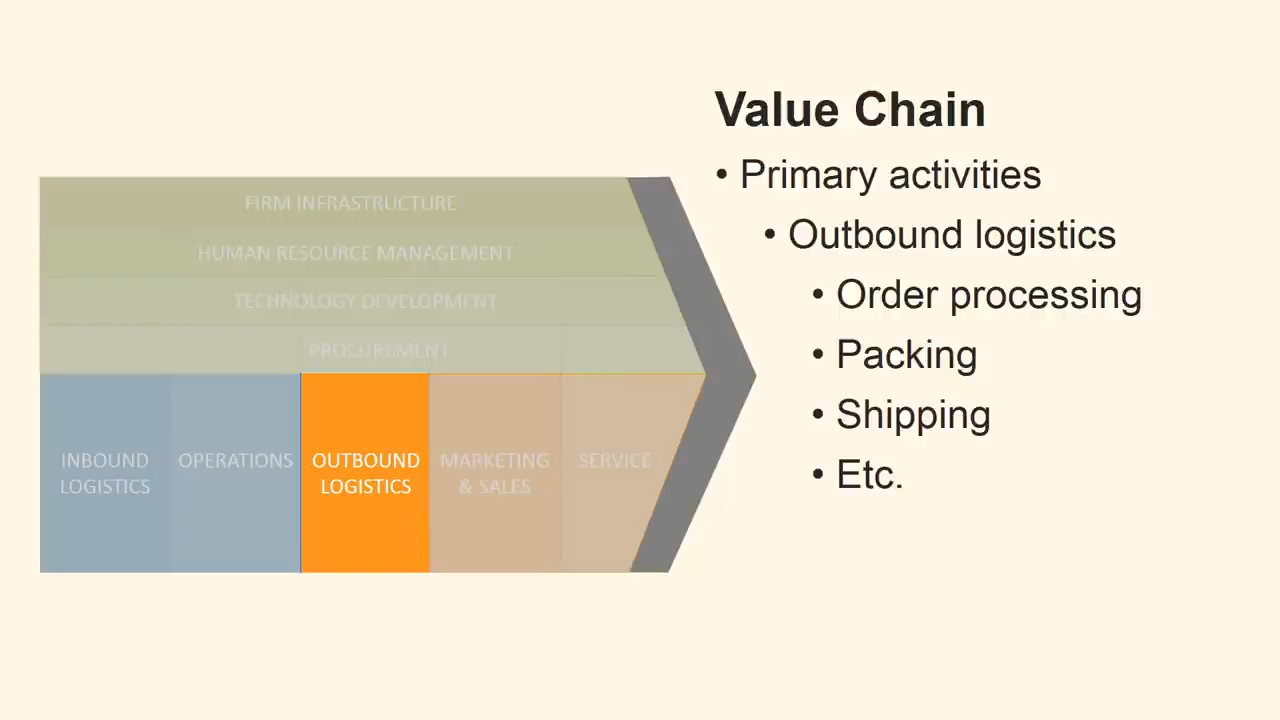 Value Chain
• Primary activities
• Outbound logistics
• Order processing
• Packing
• Shipping
• Etc.
FIRM INFRASTRUCTURE
HUMAN RESOURCE MANAGEMENT
TECHNOLOGY DEVELOPMENT
PROCUREMENT
INBOUND
LOGISTICS
OPERATIONS
OUTBOUND
LOGISTICS
MARKETING
& SALES
SERVICE